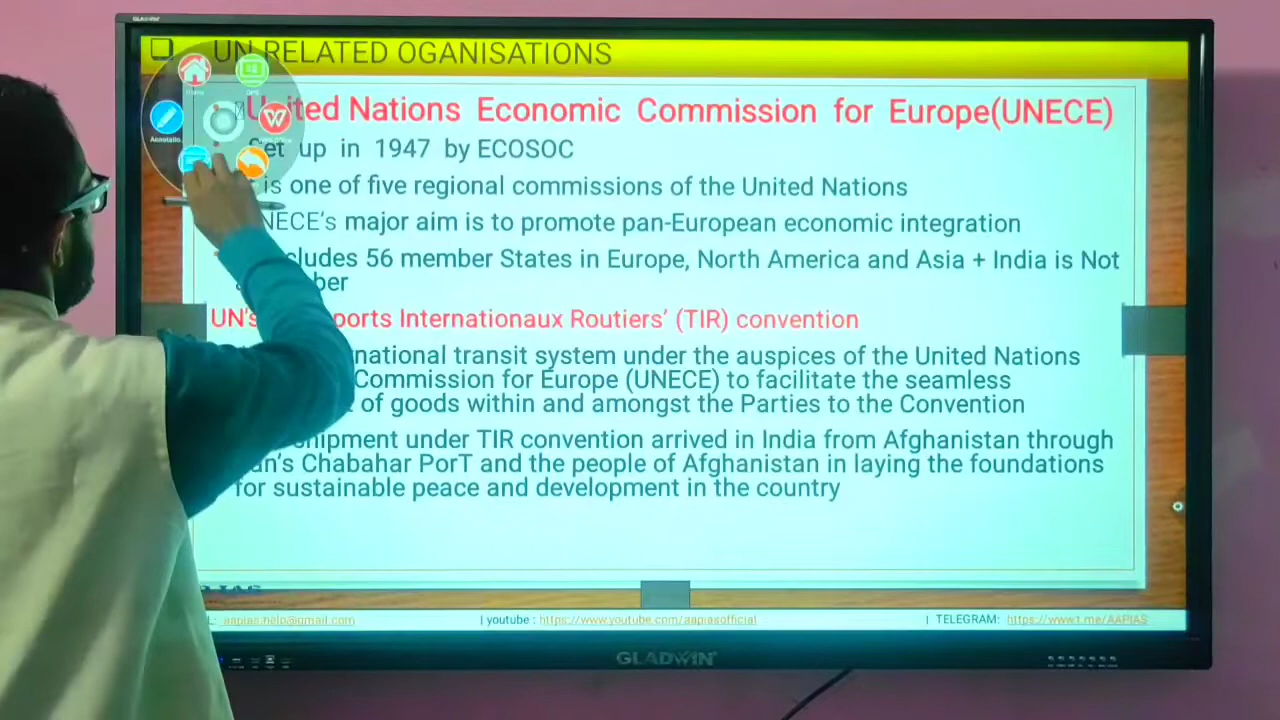 GLADWIN
UN RELATED OGANISATIONS
Home
OPS
United Nations Economic Commission for Europe(UNECE)
Annotatio
Set up in 1947 by ECOSOC
is one of five regional commissions of the United Nations
NECE's major aim is to promote pan-European economic integration
cludes 56 member States in Europe, North America and Asia + India is Not
ber
UN's ports Internationaux Routiers' (TIR) convention
national transit system under the auspices of the United Nations
Commission for Europe (UNECE) to facilitate the seamless
of goods within and amongst the Parties to the Convention
shipment under TIR convention arrived in India from Afghanistan through
an's Chabahar PorT and the people of Afghanistan in laying the foundations
for sustainable peace and development in the country
L: aapias.help@gmail.com | youtube : https://www.youtube.com/aapiasofficial | TELEGRAM: https://www.t.me/AAPIAS
GLADWIN